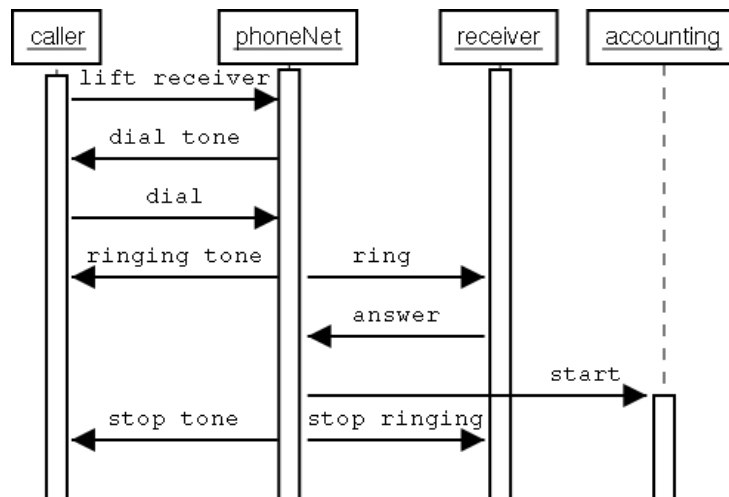 caller phoneNet receiver accounting
lift receiver
dial tone
dial
ringing tone ring
answer
start
stop tone stop ringing